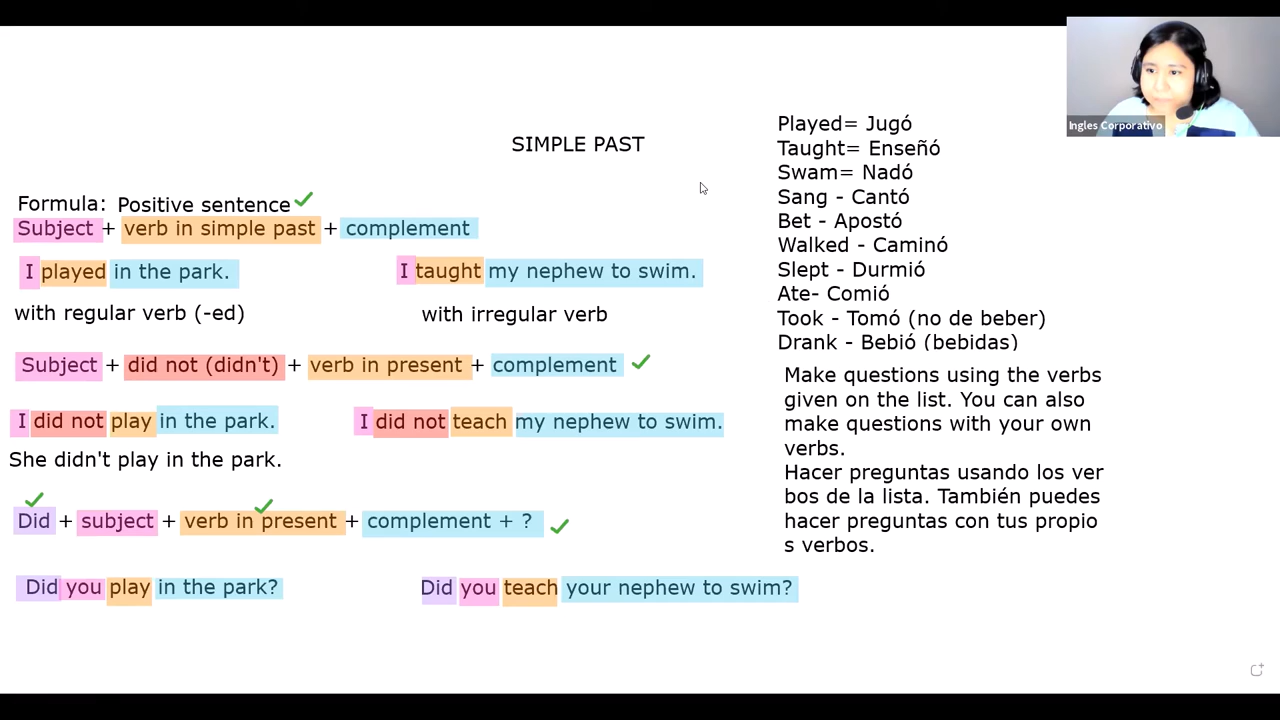 Ingles Corporativo
SIMPLE PAST
Formula: Positive sentence
Subject + verb in simple past + complement
I played in the park.
I taught my nephew to swim.
with regular verb (-ed)
with irregular verb
Subject + did not (didn't) + verb in present + complement
I did not play in the park.
I did not teach my nephew to swim.
She didn't play in the park.
Did + subject + verb in present + complement + ?
Did you play in the park?
Did you teach your nephew to swim?
Played= Jugó
Taught= Enseñó
Swam= Nadó
Sang - Cantó
Bet - Apostó
Walked - Caminó
Slept - Durmió
Ate- Comió
Took - Tomó (no de beber)
Drank - Bebió (bebidas)
Make questions using the verbs
given on the list. You can also
make questions with your own
verbs.
Hacer preguntas usando los ver
bos de la lista. También puedes
hacer preguntas con tus propio
s verbos.